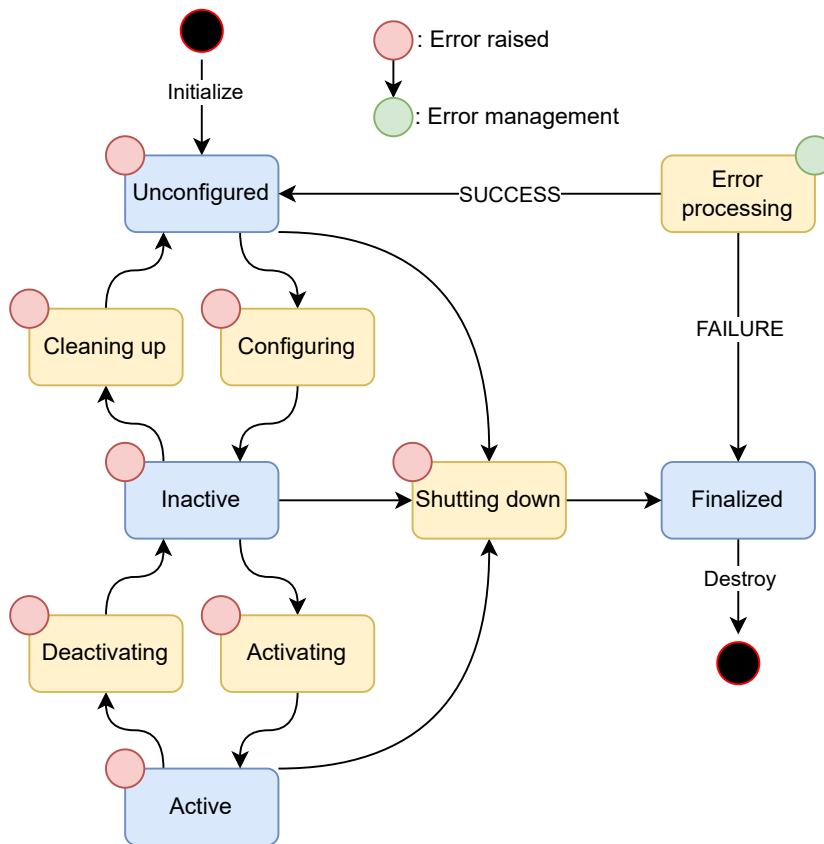 : Error raised
Initialize
: Error management
Unconfigured
SUCCESS
Error
processing
Cleaning up
Configuring
FAILURE
Inactive
Shutting down
Finalized
Destroy
Deactivating
Activating
Active